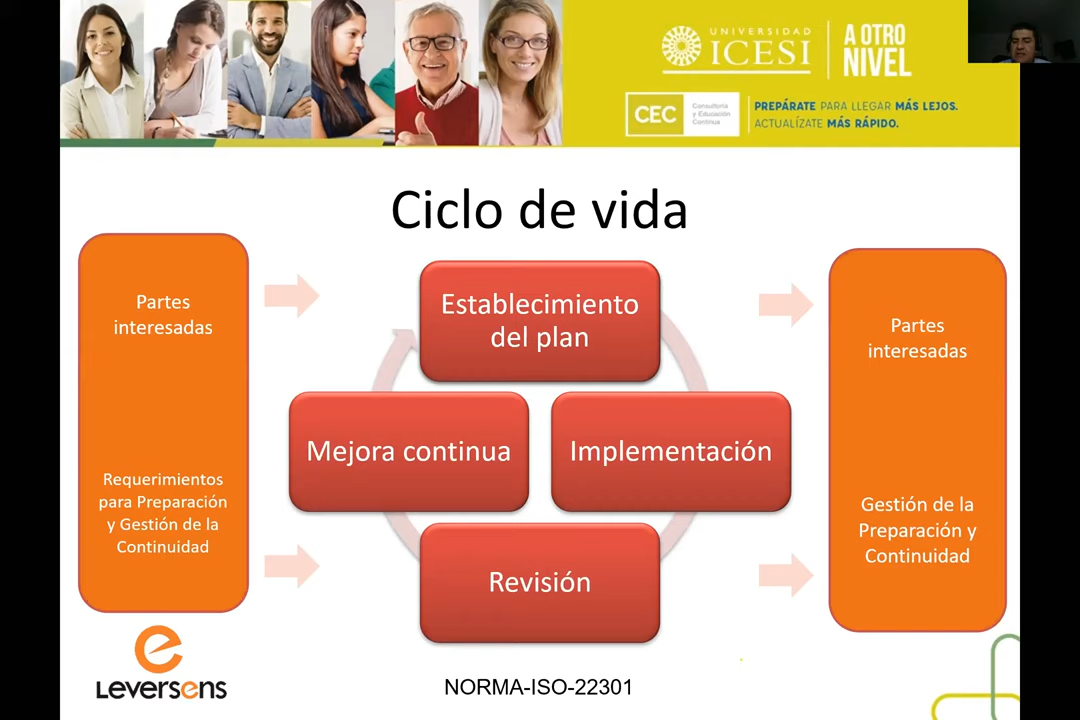 UNIVERSIDAD
ICESI
A OTRO
NIVEL
CEC
Consultoría
y Educación
Continua
PREPÁRATE PARA LLEGAR MÁS LEJOS.
ACTUALÍZATE MÁS RÁPIDO.
Ciclo de vida
Partes
interesadas
Requerimientos
para Preparación
y Gestión de la
Continuidad
Establecimiento
del plan
Mejora continua
Implementación
Revisión
Partes
interesadas
Gestión de la
Preparación y
Continuidad
Leversens
NORMA-ISO-22301